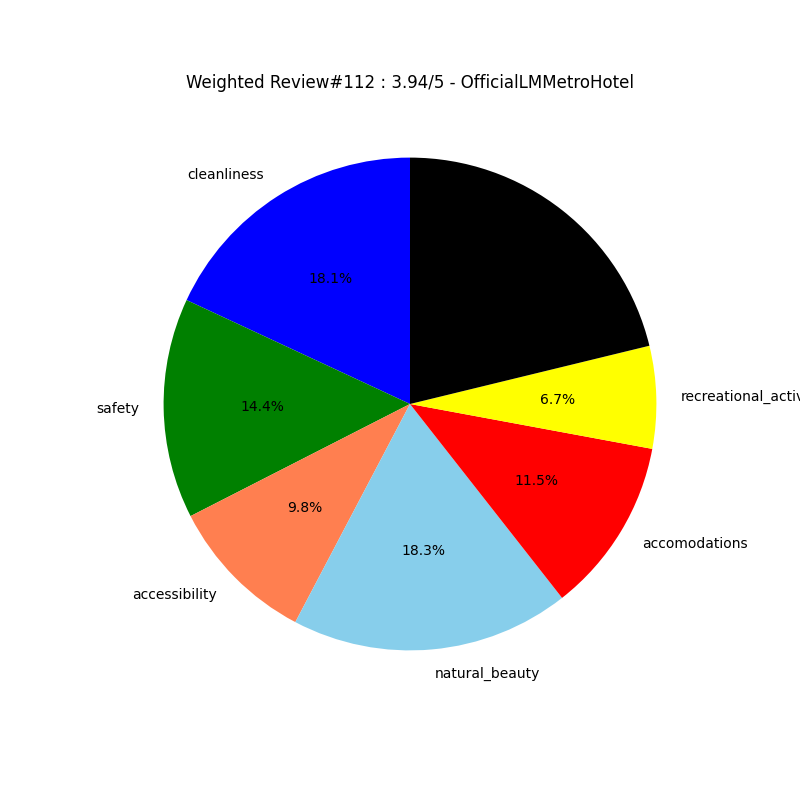 Weighted Review#112 : 3.94/5 - OfficialLMMetroHotel
cleanliness
18.1%
safety
14.4%
accessibility
9.8%
natural_beauty
18.3%
accomodations
11.5%
recreational_activ
6.7%